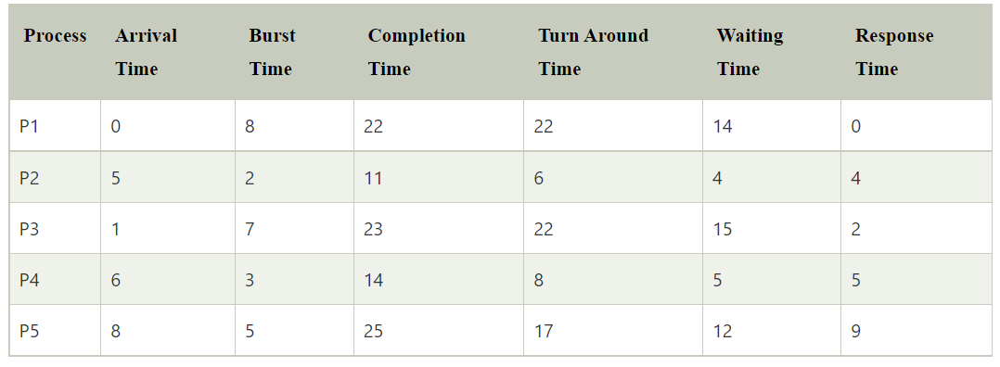 Process Arrival Time Burst Time Completion Time Turn Around Time Waiting Time Response Time
P1 0 8 22 22 14 0
P2 5 2 11 6 4 4
P3 1 7 23 22 15 2
P4 6 3 14 8 5 5
P5 8 5 25 17 12 9